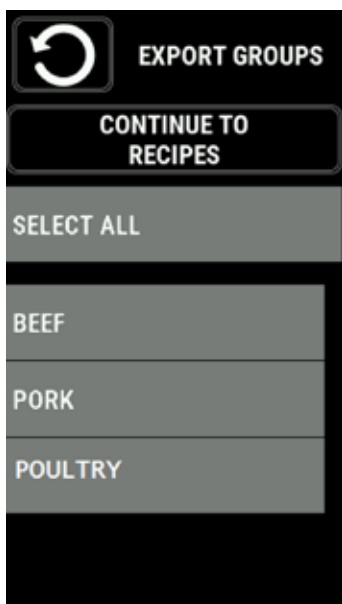 EXPORT GROUPS
CONTINUE TO
RECIPES
SELECT ALL
BEEF
PORK
POULTRY